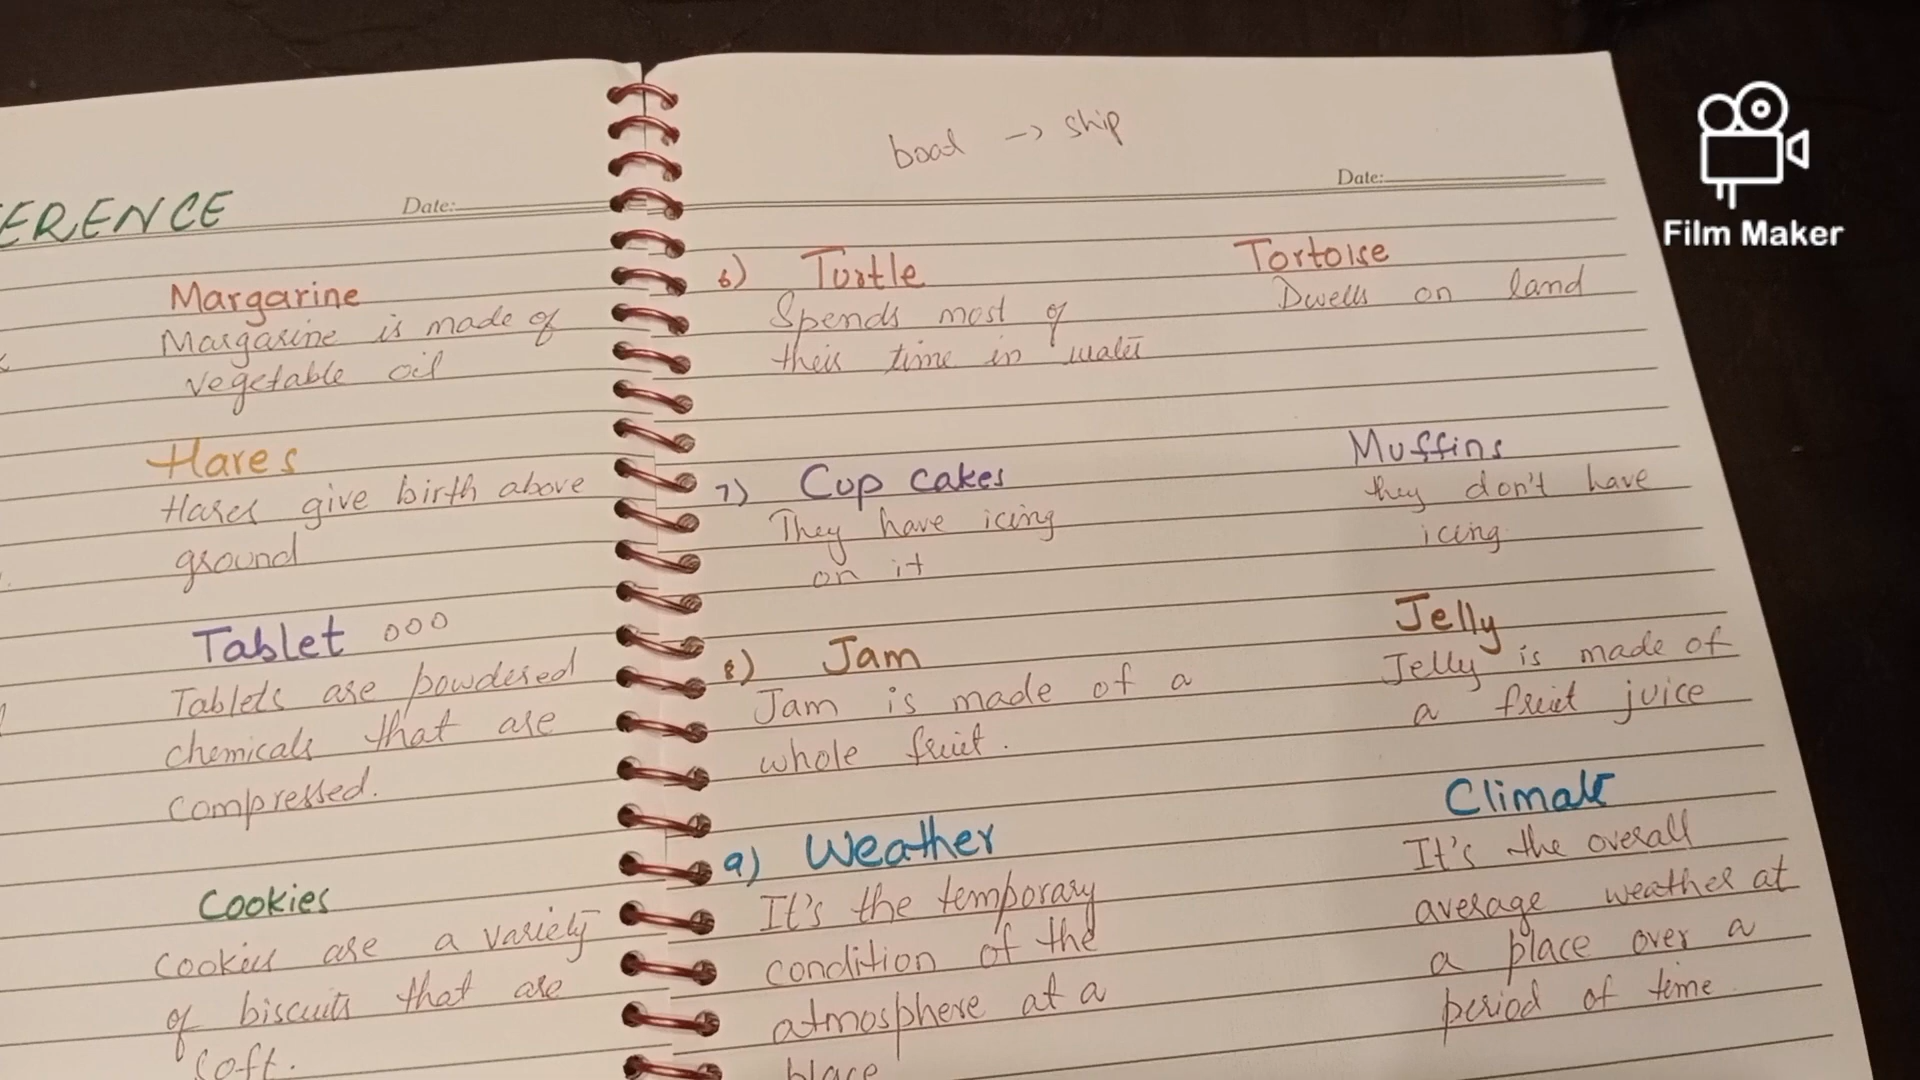 ERENCE
Date:
Margarine
Margarine is made of
vegetable oil
Hares
Hares give birth above
ground
Tablet ooo
Tablets are powdered
chemicals that are
compressed.
Cookies
Cookies are a variety
of biscuits that are
soft.
boad -> ship
Date:
6) Turtle
Spends most of
their time in water
Tortoise
Dwells on land
7) Cup cakes
They have icing
on it
Muffins
they don't have
icing
8) Jam
Jam is made of a
whole fruit.
Jelly
Jelly is made of
a fruit juice
9) Weather
It's the temporary
condition of the
atmosphere at a
place
Climate
It's the overall
average weather at
a place over a
period of time
Film Maker